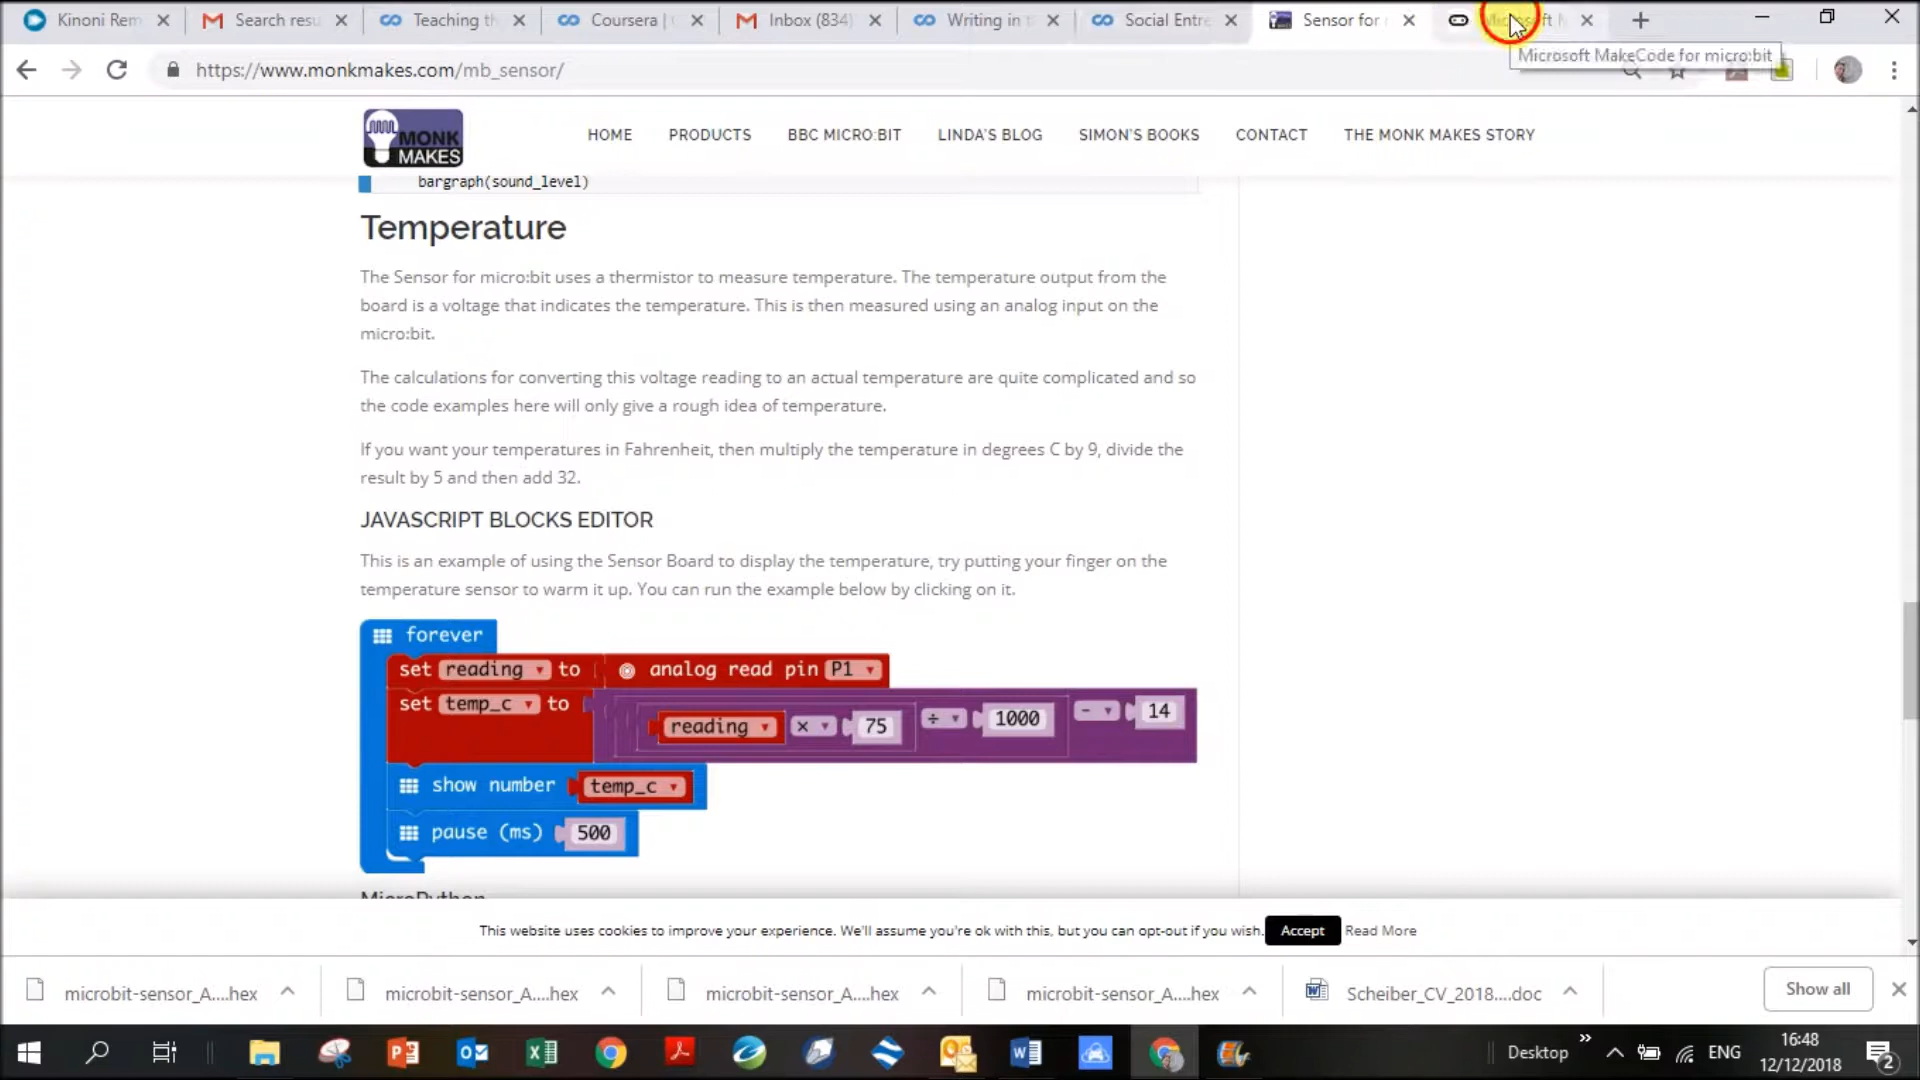 Kinoni Rem
Search resu
Teaching th
Coursera |
Inbox (834)
Writing in t
Social Entre
Sensor for
Microsoft M
https://www.monkmakes.com/mb_sensor/
Microsoft MakeCode for micro:bit
MONK
MAKES
HOME
PRODUCTS
BBC MICRO:BIT
LINDA'S BLOG
SIMON'S BOOKS
CONTACT
THE MONK MAKES STORY
bargraph(sound_level)
Temperature
The Sensor for micro:bit uses a thermistor to measure temperature. The temperature output from the
board is a voltage that indicates the temperature. This is then measured using an analog input on the
micro:bit.
The calculations for converting this voltage reading to an actual temperature are quite complicated and so
the code examples here will only give a rough idea of temperature.
If you want your temperatures in Fahrenheit, then multiply the temperature in degrees C by 9, divide the
result by 5 and then add 32.
JAVASCRIPT BLOCKS EDITOR
This is an example of using the Sensor Board to display the temperature, try putting your finger on the
temperature sensor to warm it up. You can run the example below by clicking on it.
forever
set reading to analog read pin P1
set temp_c to reading × 75 ÷ 1000 - 14
show number temp_c
pause (ms) 500
MicroPython
This website uses cookies to improve your experience. We'll assume you're ok with this, but you can opt-out if you wish. Accept Read More
microbit-sensor_A....hex
microbit-sensor_A....hex
microbit-sensor_A....hex
microbit-sensor_A....hex
Scheiber_CV_2018....doc
Show all
Desktop
ENG
16:48
12/12/2018
2